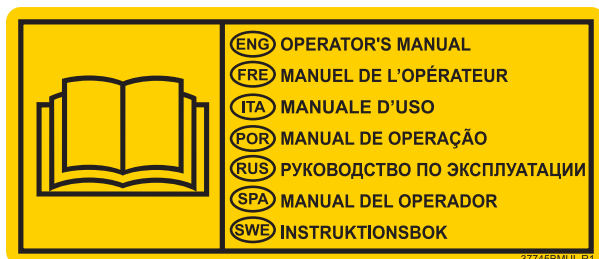 ENG OPERATOR'S MANUAL
FRE MANUEL DE L'OPÉRATEUR
ITA MANUALE D'USO
POR MANUAL DE OPERAÇÃO
RUS РУКОВОДСТВО ПО ЭКСПЛУАТАЦИИ
SPA MANUAL DEL OPERADOR
SWE INSTRUKTIONSBOK